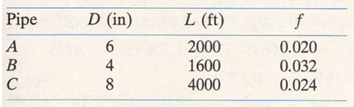 Pipe D (in) L (ft) f
A 6 2000 0.020
B 4 1600 0.032
C 8 4000 0.024